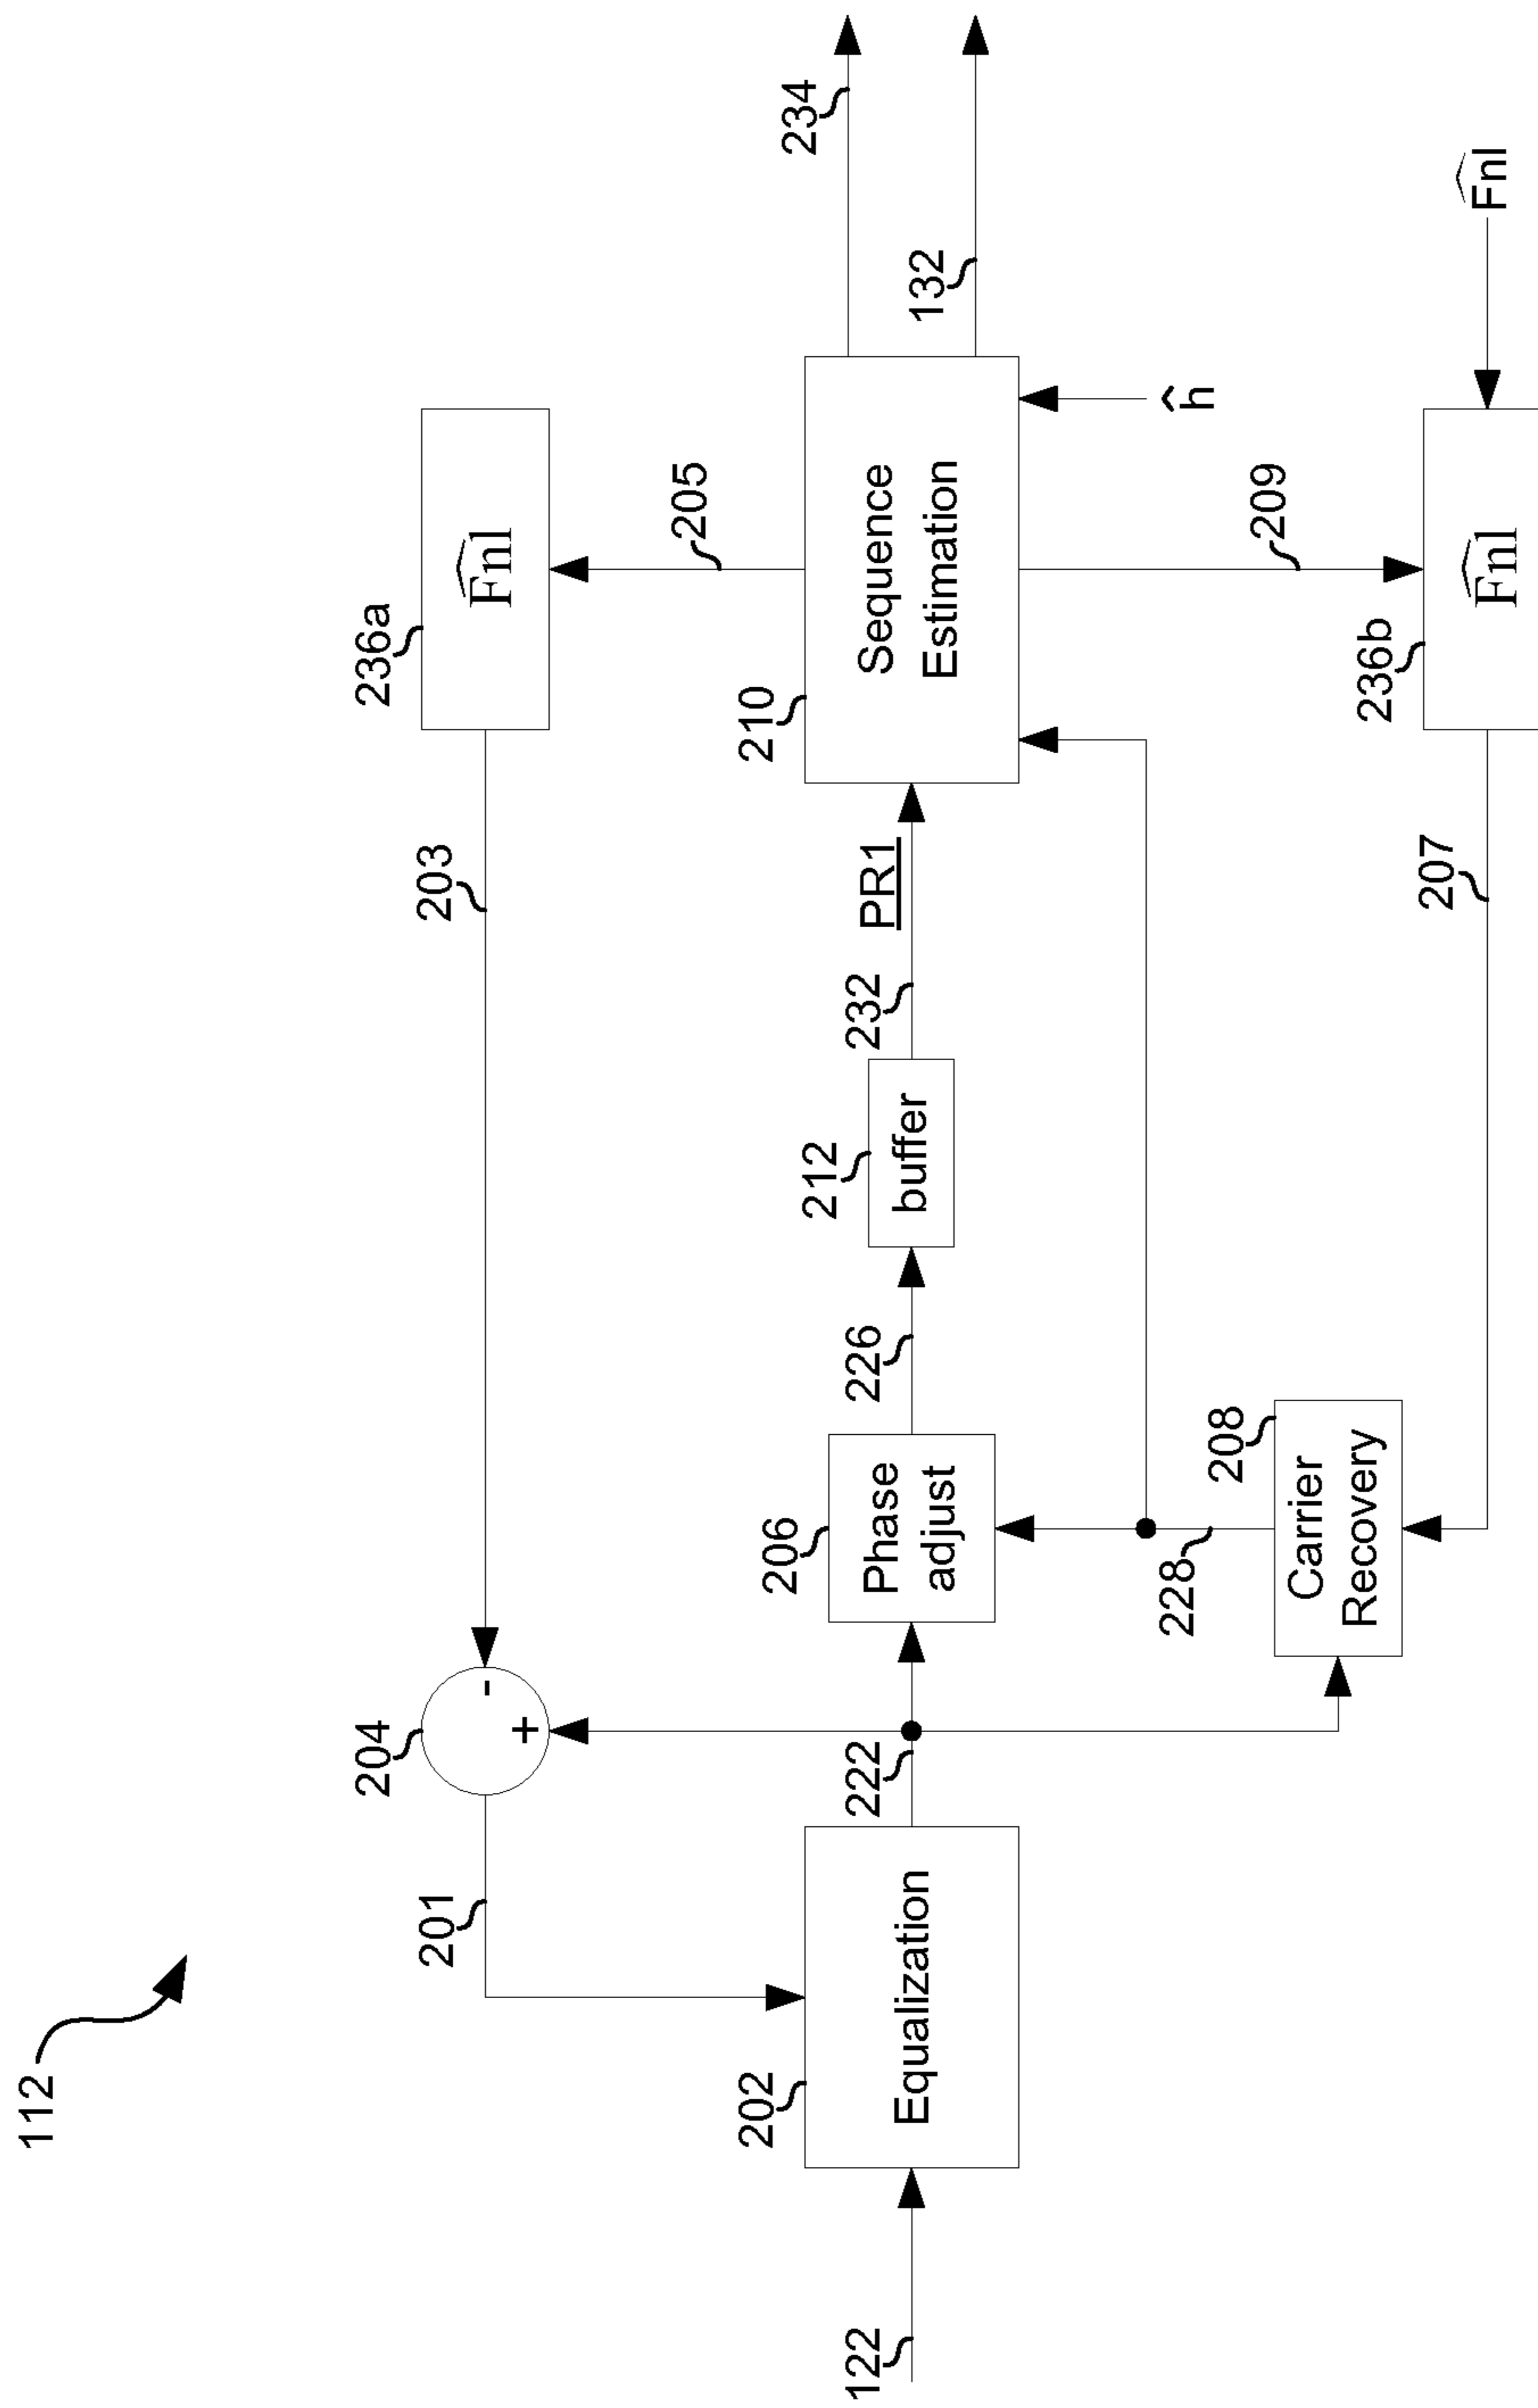 112
236a
F̂nl
204
203
201
205
234
210
Sequence
Estimation
132
202
Equalization
222
206
Phase
adjust
226
212
buffer
232
PR1
122
ĥ
228
208
Carrier
Recovery
209
236b
F̂nl
207
F̂nl